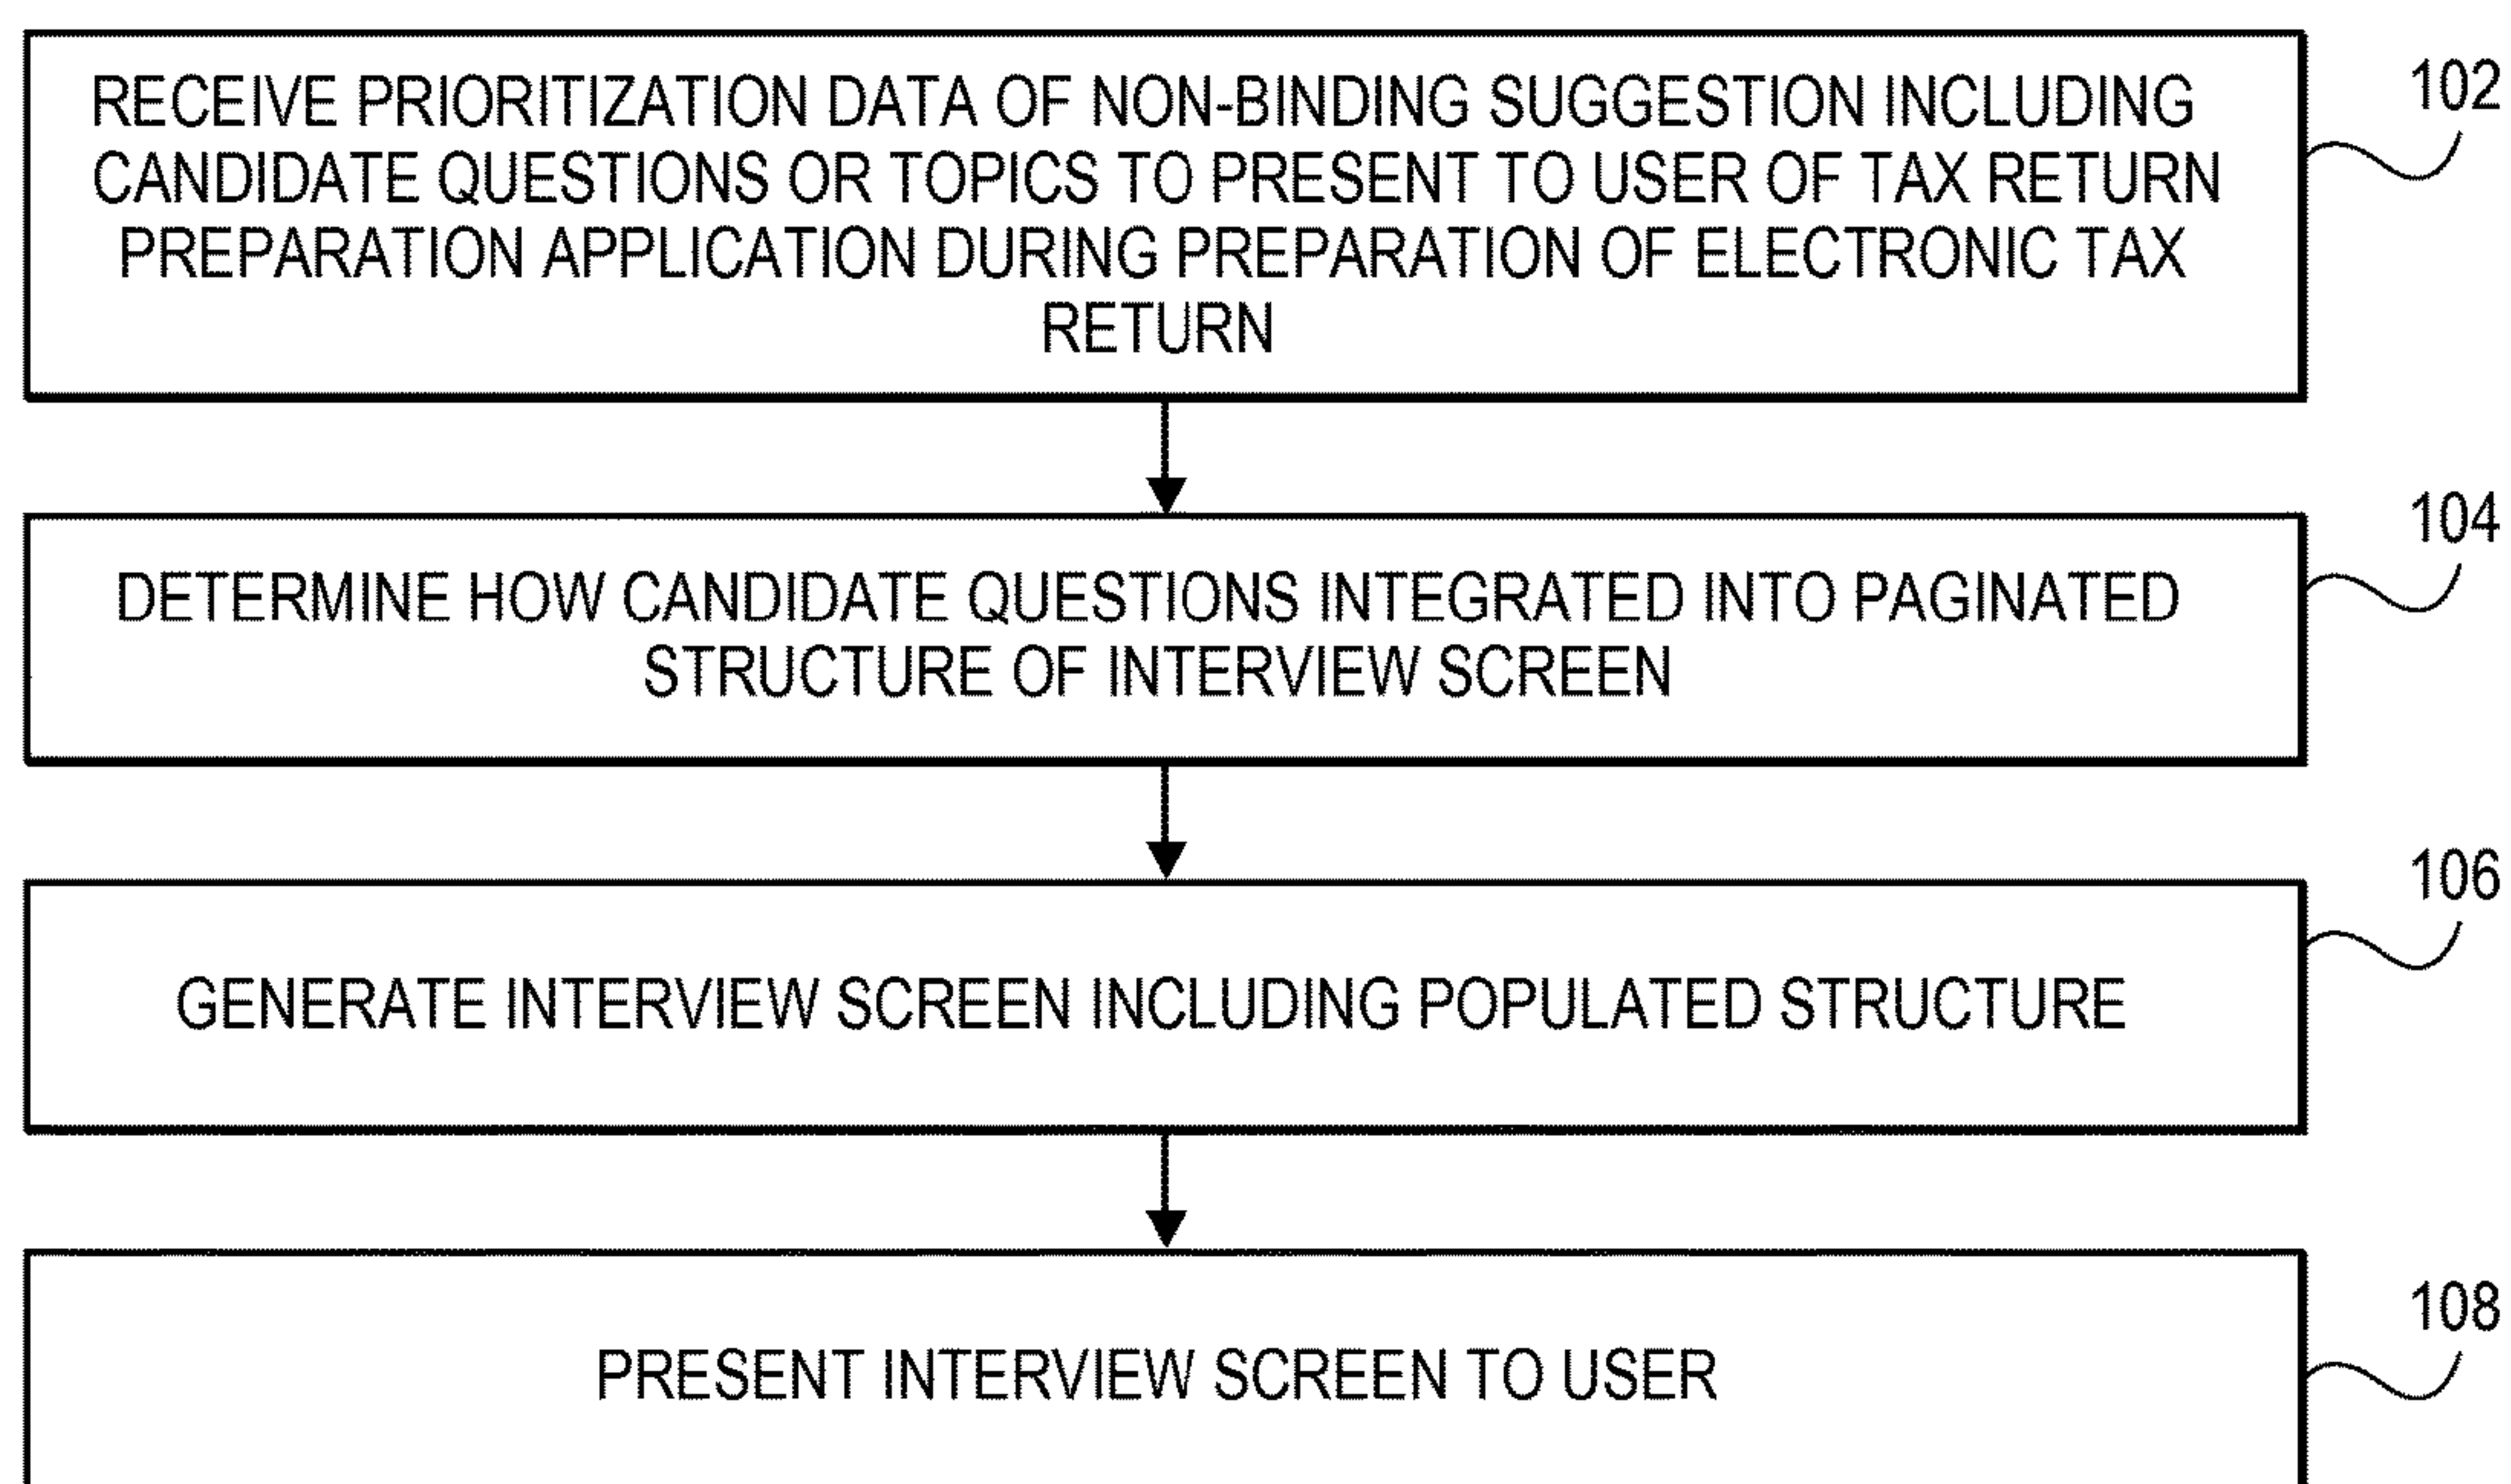 RECEIVE PRIORITIZATION DATA OF NON-BINDING SUGGESTION INCLUDING
CANDIDATE QUESTIONS OR TOPICS TO PRESENT TO USER OF TAX RETURN
PREPARATION APPLICATION DURING PREPARATION OF ELECTRONIC TAX
RETURN
102
DETERMINE HOW CANDIDATE QUESTIONS INTEGRATED INTO PAGINATED
STRUCTURE OF INTERVIEW SCREEN
104
GENERATE INTERVIEW SCREEN INCLUDING POPULATED STRUCTURE
106
PRESENT INTERVIEW SCREEN TO USER
108